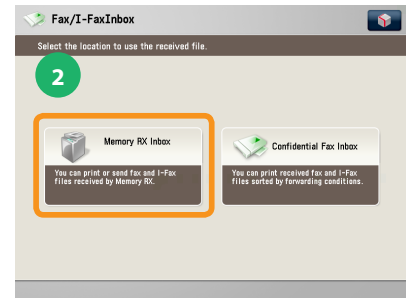 Fax/I-FaxInbox
Select the location to use the received file.
2
Memory RX Inbox
You can print or send fax and I-Fax
files received by Memory RX.
Confidential Fax Inbox
You can print received fax and I-Fax
files sorted by forwarding conditions.